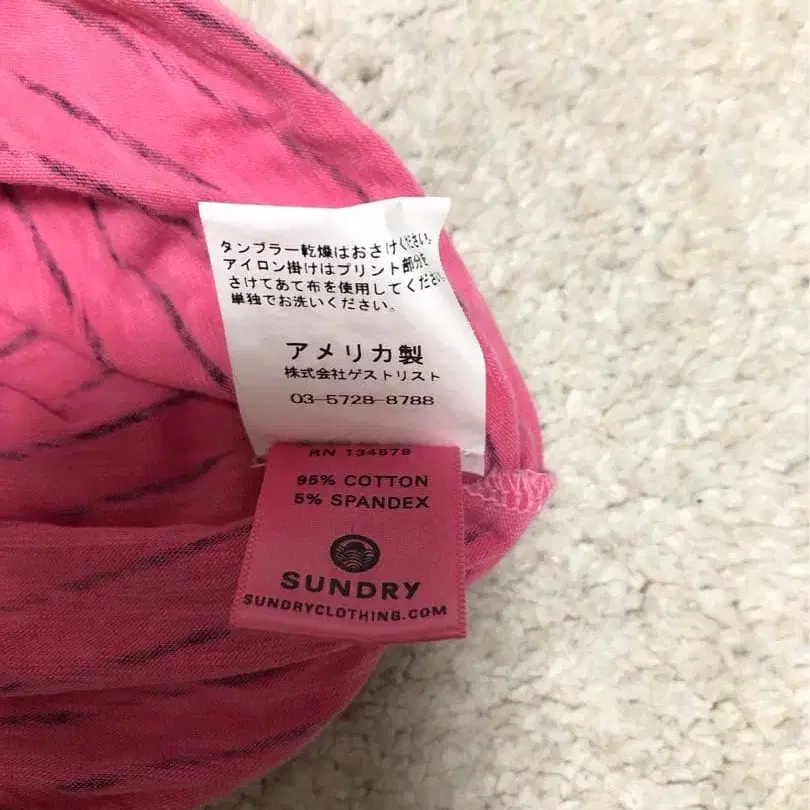 タンブラー乾燥はおさけください。
アイロン掛けはプリント部分を
さけてあて布を使用してください。
単独でお洗いください。
アメリカ製
株式会社ゲストリスト
03-5728-8788
RN 134579
95% COTTON
5% SPANDEX
SUNDRY
SUNDRYCLOTHING.COM